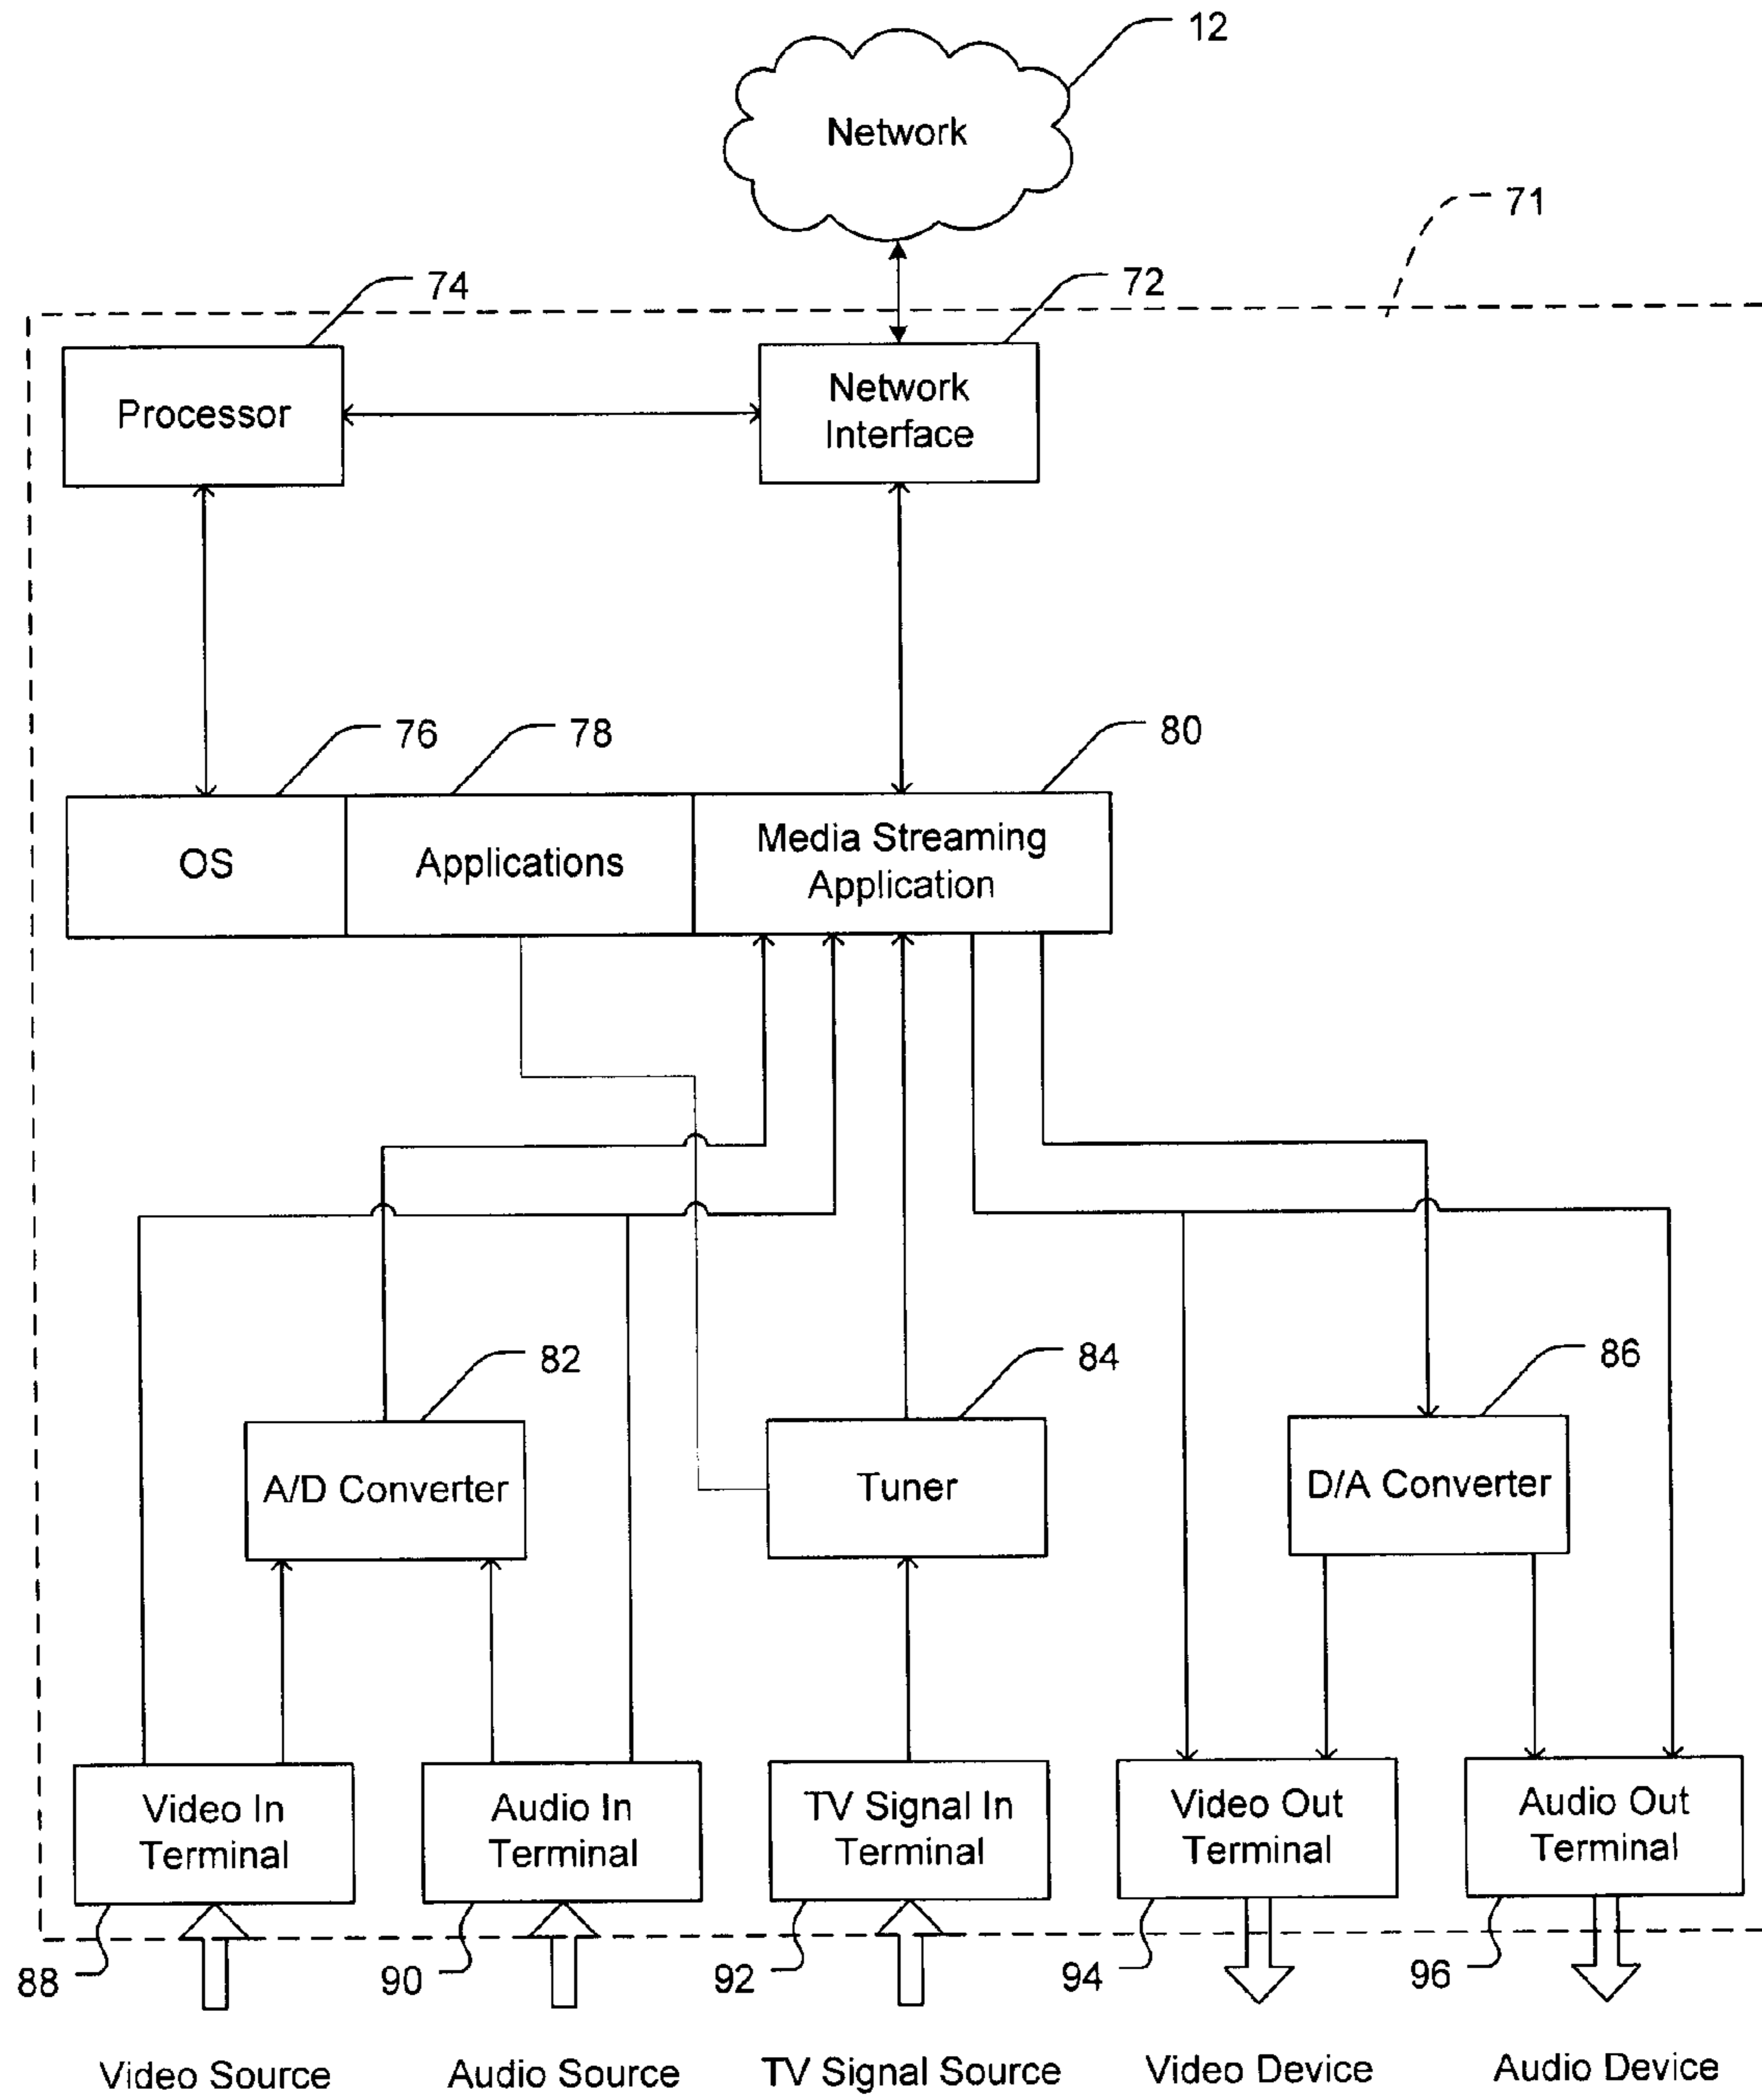 12
Network
71
74
72
Processor
Network
Interface
76
78
80
OS
Applications
Media Streaming
Application
82
84
86
A/D Converter
Tuner
D/A Converter
Video In
Terminal
Audio In
Terminal
TV Signal In
Terminal
Video Out
Terminal
Audio Out
Terminal
88
90
92
94
96
Video Source
Audio Source
TV Signal Source
Video Device
Audio Device